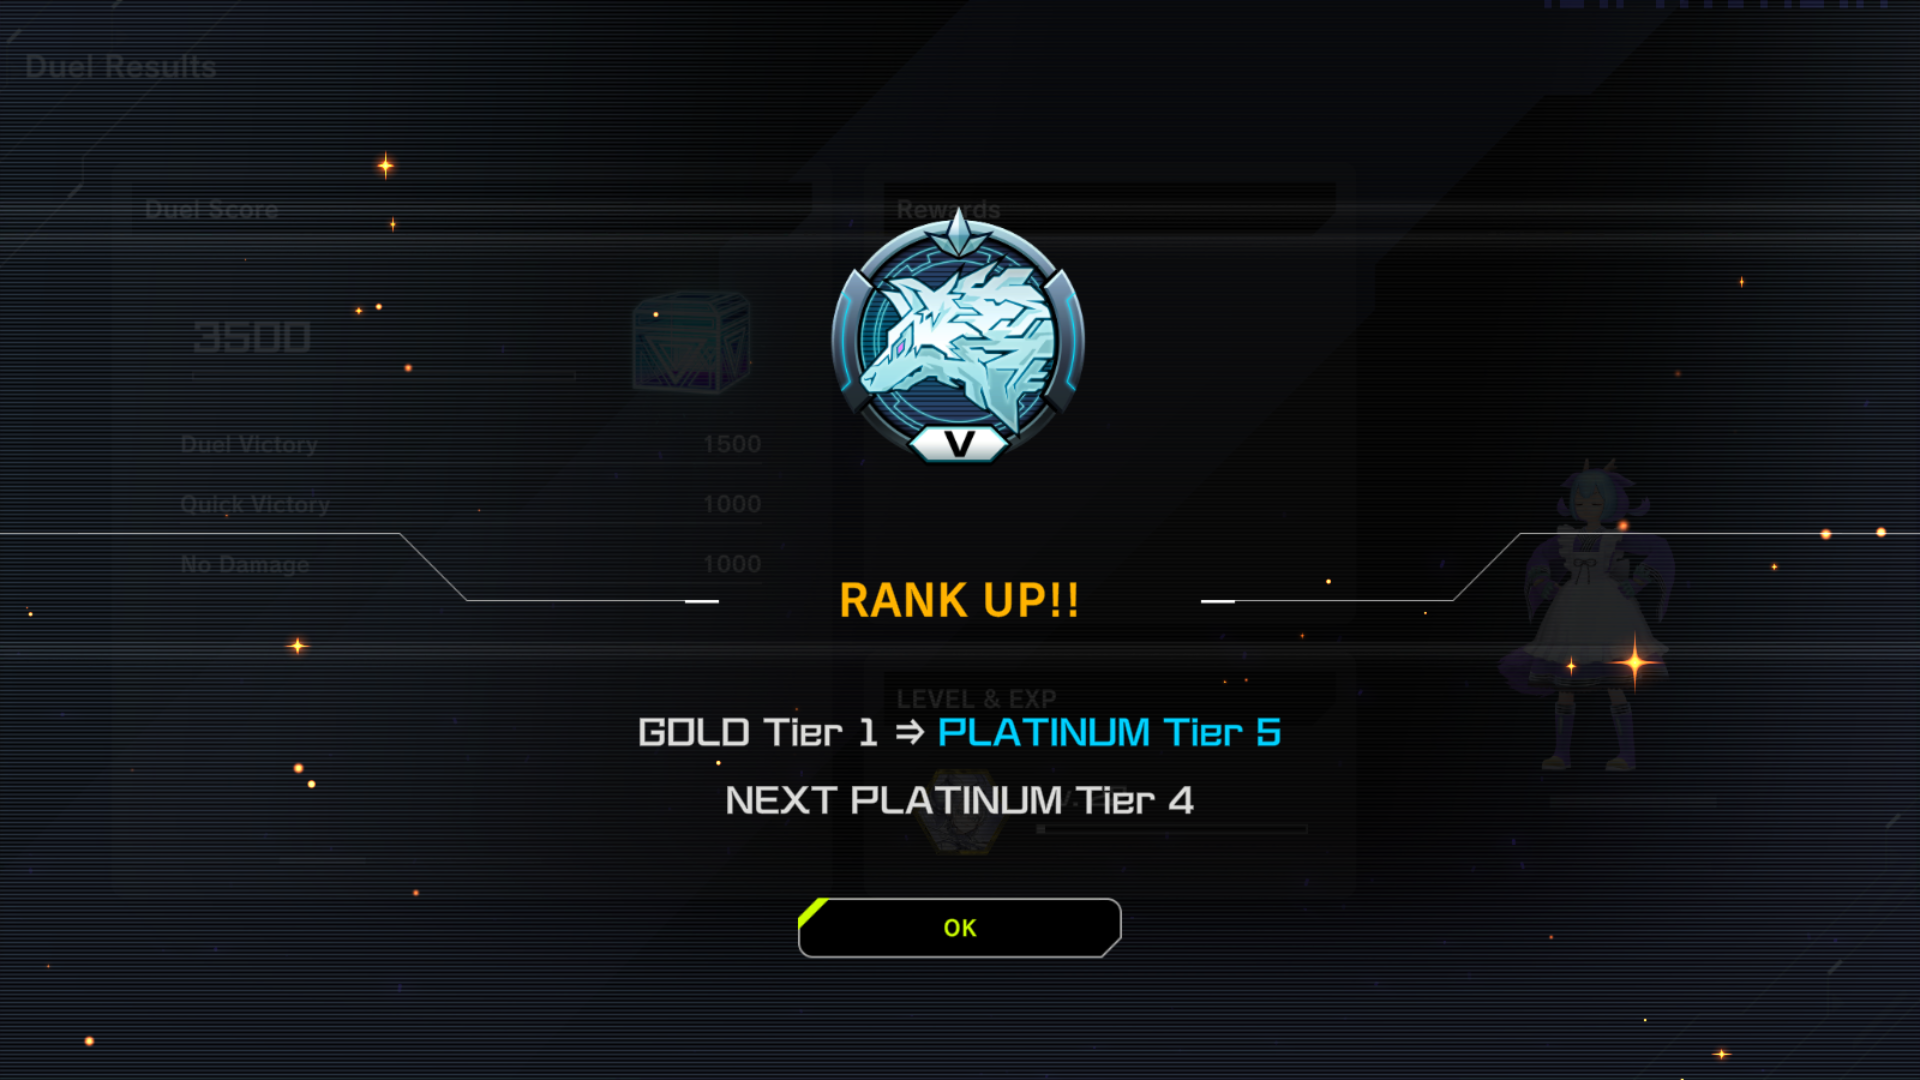 Duel Results
Duel Score
Rewards
3500
Duel Victory 1500
Quick Victory 1000
No Damage 1000
V
RANK UP!!
LEVEL & EXP
GOLD Tier 1 ⇒ PLATINUM Tier 5
NEXT PLATINUM Tier 4
OK